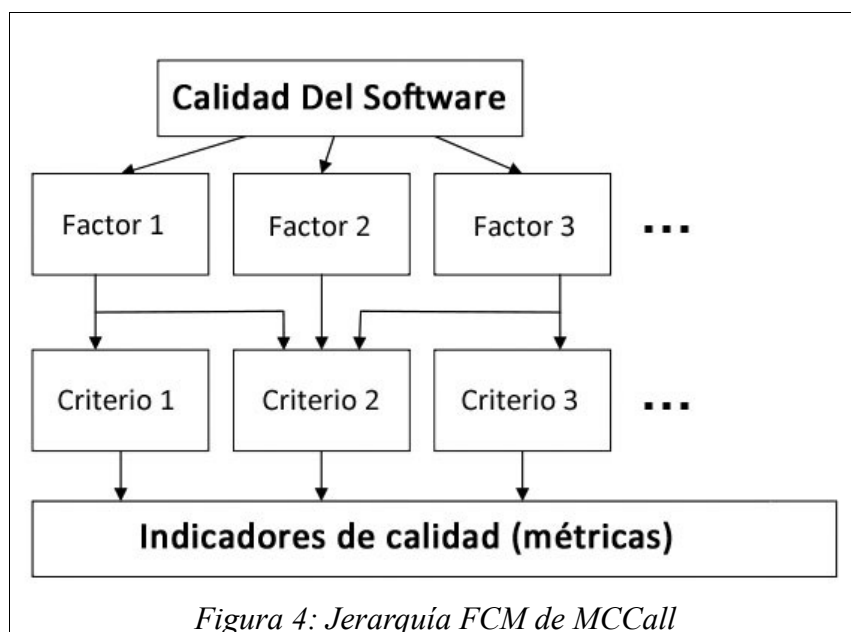 Calidad Del Software
Factor 1
Factor 2
Factor 3
...
Criterio 1
Criterio 2
Criterio 3
...
Indicadores de calidad (métricas)
Figura 4: Jerarquía FCM de MCCall